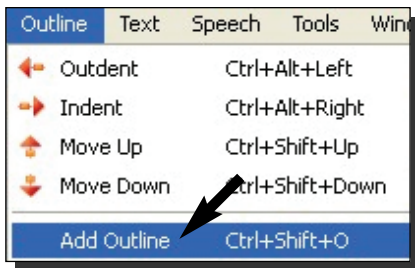 Outline Text Speech Tools
Outdent Ctrl+Alt+Left
Indent Ctrl+Alt+Right
Move Up Ctrl+Shift+Up
Move Down Ctrl+Shift+Down
Add Outline Ctrl+Shift+O